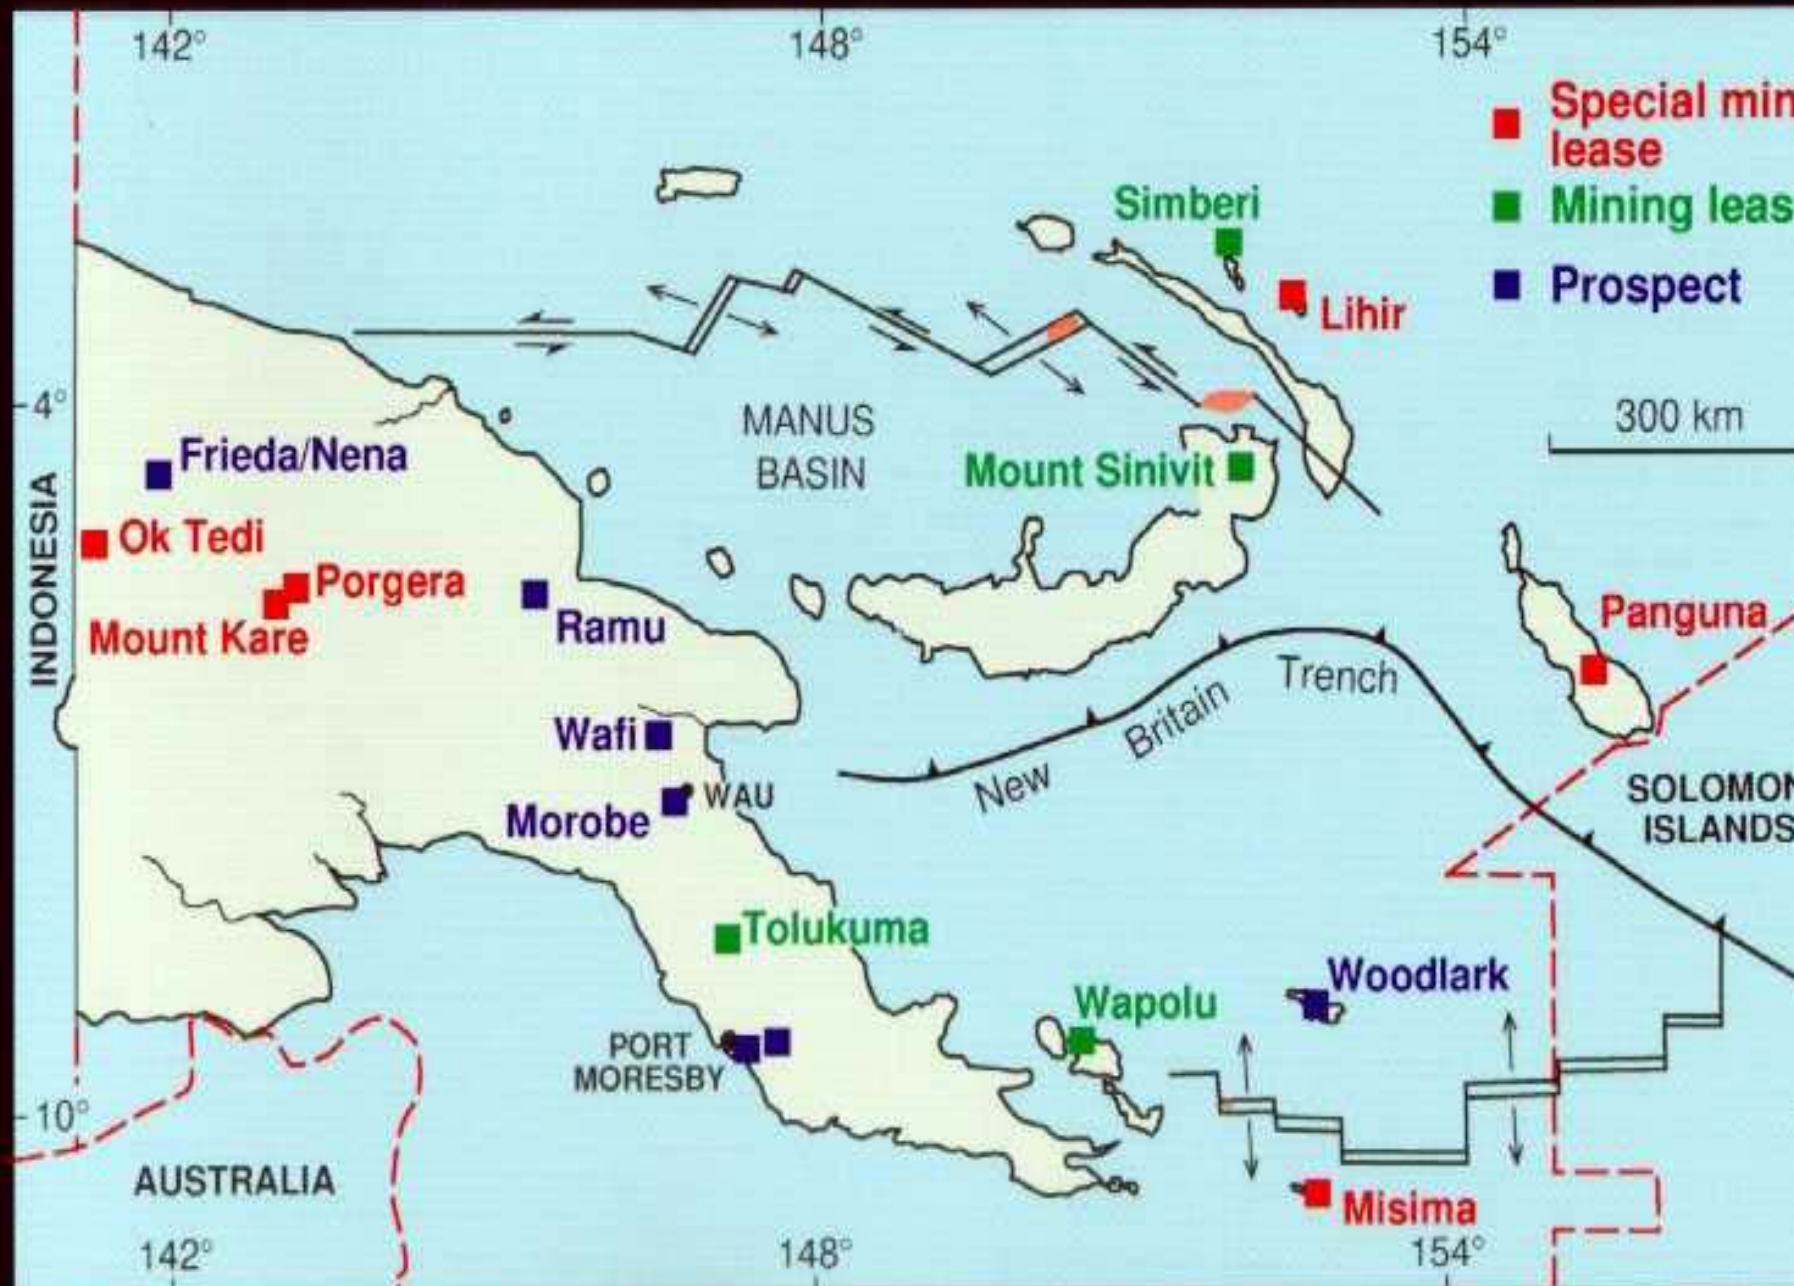 142°
148°
154°
Special min
lease
Mining leas
Prospect
Simberi
Lihir
4°
300 km
MANUS
BASIN
Frieda/Nena
Mount Sinivit
INDONESIA
Ok Tedi
Porgera
Mount Kare
Ramu
Panguna
Trench
Britain
New
Wafi
WAU
Morobe
SOLOMON
ISLANDS
Tolukuma
Woodlark
Wapolu
PORT
MORESBY
10°
AUSTRALIA
Misima
142°
148°
154°